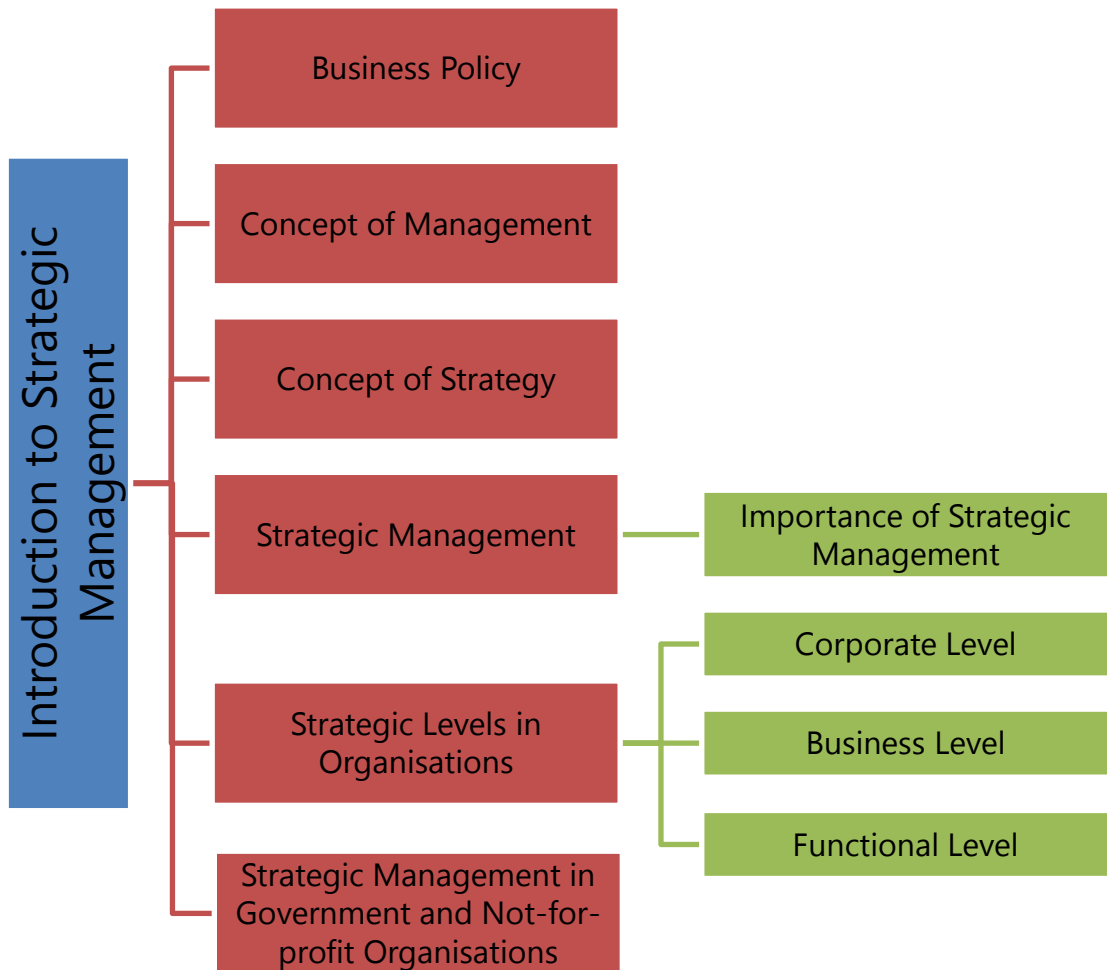 Introduction to Strategic
Management
Business Policy
Concept of Management
Concept of Strategy
Strategic Management
Importance of Strategic
Management
Strategic Levels in
Organisations
Corporate Level
Business Level
Functional Level
Strategic Management in
Government and Not-for-
profit Organisations